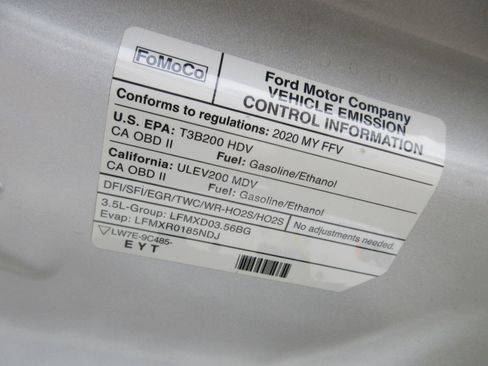 FoMoCo
Ford Motor Company
VEHICLE EMISSION
CONTROL INFORMATION
Conforms to regulations: 2020 MY FFV
U.S. EPA: T3B200 HDV
CA OBD II Fuel: Gasoline/Ethanol
California: ULEV200 MDV
CA OBD II Fuel: Gasoline/Ethanol
DFI/SFI/EGR/TWC/WR-HO2S/HO2S
3.5L-Group: LFMXD03.56BG No adjustments needed.
Evap: LFMXR0185NDJ
LW7E-9C485-
EYT